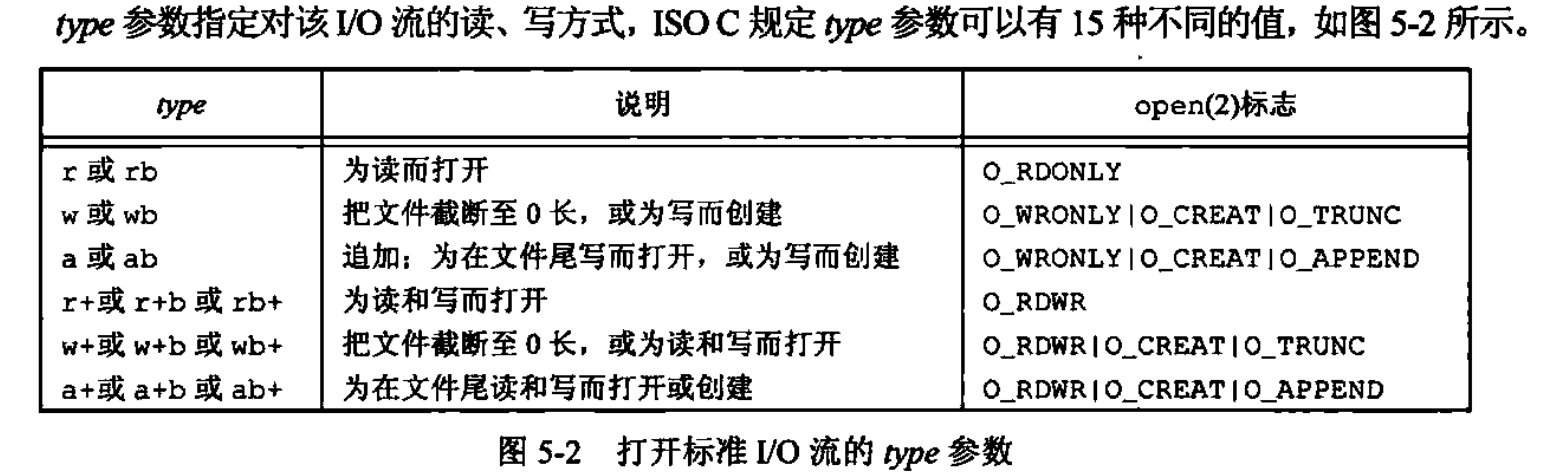 type 参数指定对该 I/O 流的读、写方式，ISO C 规定 type 参数可以有 15 种不同的值，如图 5-2 所示。
type 说明 open(2)标志
r 或 rb 为读而打开 O_RDONLY
w 或 wb 把文件截断至 0 长，或为写而创建 O_WRONLY|O_CREAT|O_TRUNC
a 或 ab 追加；为在文件尾写而打开，或为写而创建 O_WRONLY|O_CREAT|O_APPEND
r+或 r+b 或 rb+ 为读和写而打开 O_RDWR
w+或 w+b 或 wb+ 把文件截断至 0 长，或为读和写而打开 O_RDWR|O_CREAT|O_TRUNC
a+或 a+b 或 ab+ 为在文件尾读和写而打开或创建 O_RDWR|O_CREAT|O_APPEND
图 5-2 打开标准 I/O 流的 type 参数